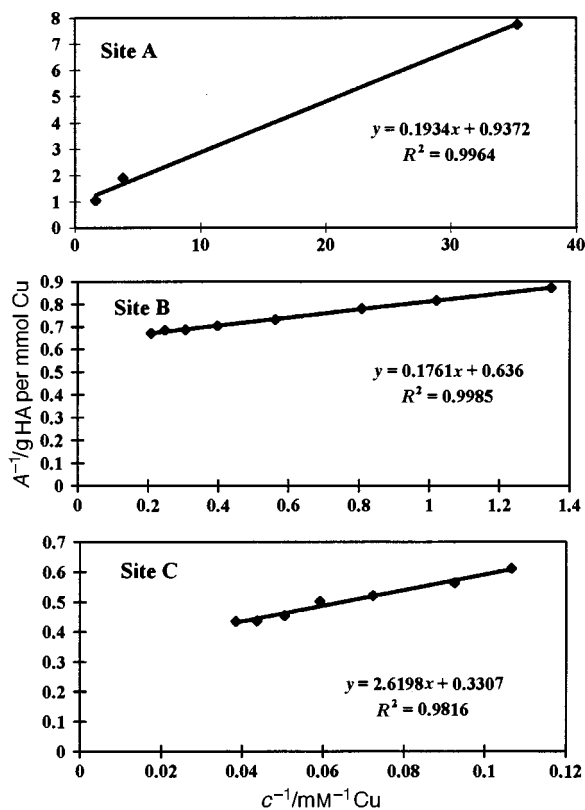 8
7
6
5
4
3
2
1
0
Site A
y = 0.1934x + 0.9372
R² = 0.9964
0 10 20 30 40
A⁻¹/g HA per mmol Cu
0.9
0.8
0.7
0.6
0.5
0.4
0.3
0.2
0.1
0
Site B
y = 0.1761x + 0.636
R² = 0.9985
0 0.2 0.4 0.6 0.8 1 1.2 1.4
0.7
0.6
0.5
0.4
0.3
0.2
0.1
0
Site C
y = 2.6198x + 0.3307
R² = 0.9816
0 0.02 0.04 0.06 0.08 0.1 0.12
c⁻¹/mM⁻¹ Cu